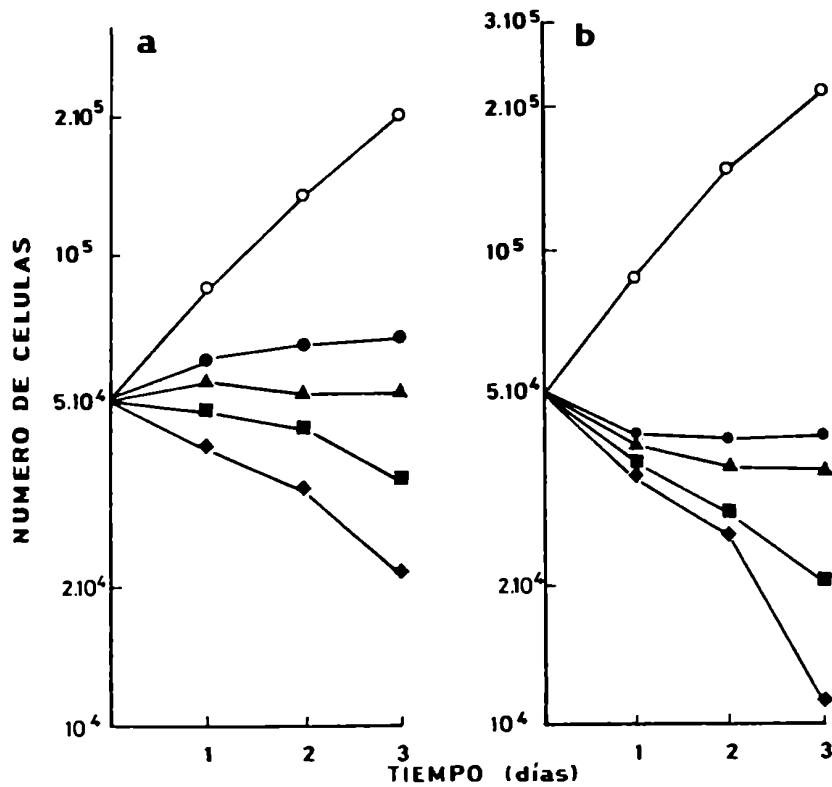 a
b
NUMERO DE CELULAS
2.10⁵
10⁵
5.10⁴
2.10⁴
10⁴
3.10⁵
2.10⁵
10⁵
5.10⁴
2.10⁴
10⁴
1 2 3
1 2 3
TIEMPO (días)